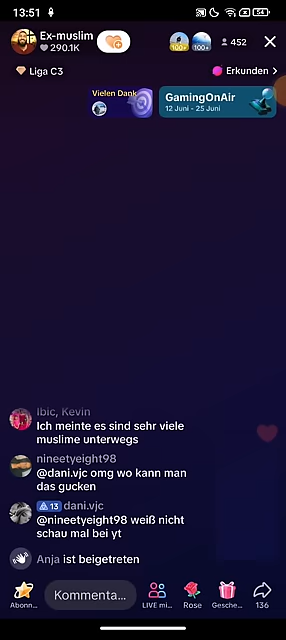 13:51
54
Ex-muslim
290.1K
100+
100+
452
Liga C3
Erkunden >
Vielen Dank
GamingOnAir
12 Juni - 25 Juni
Ibic, Kevin
Ich meinte es sind sehr viele
muslime unterwegs
nineetyeight98
@dani.vjc omg wo kann man
das gucken
13 dani.vjc
@nineetyeight98 weiß nicht
schau mal bei yt
Anja ist beigetreten
Kommenta...
Abonn...
LIVE mi...
Rose
Gesche...
136